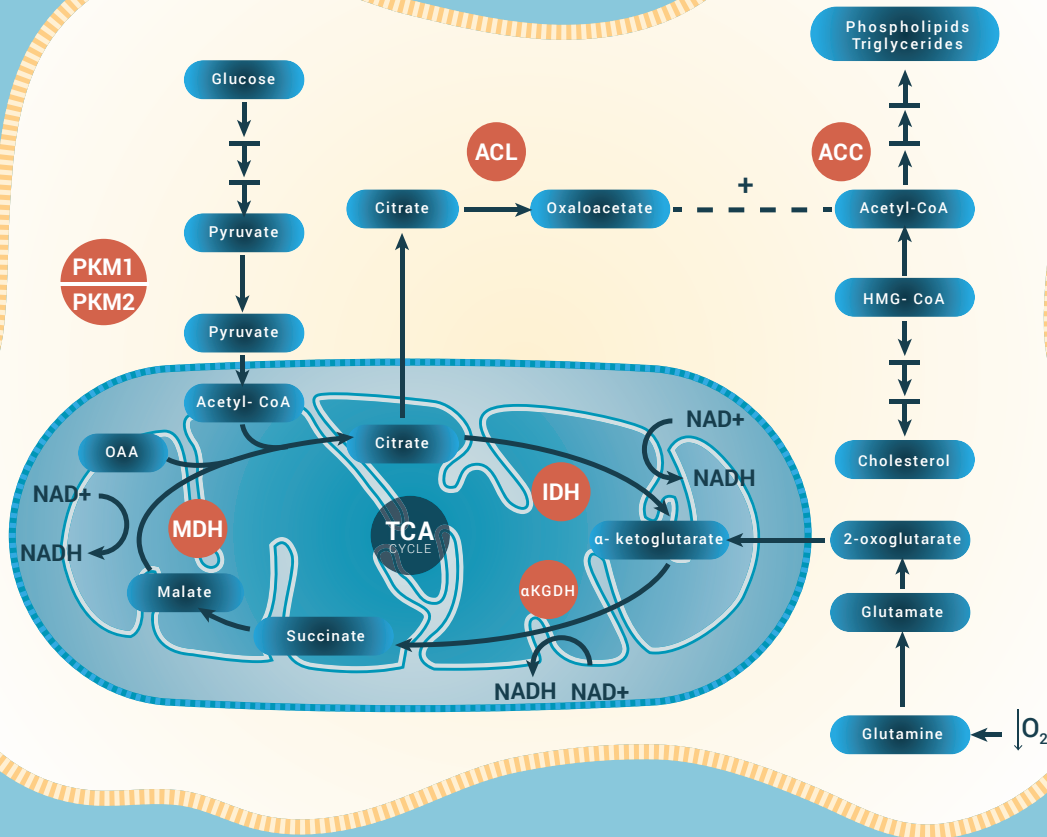 Phospholipids
Triglycerides
Glucose
ACL
ACC
Citrate
Oxaloacetate
+
Acetyl-CoA
Pyruvate
PKM1
PKM2
HMG- CoA
Pyruvate
Acetyl- CoA
NAD+
Citrate
OAA
Cholesterol
NADH
NAD+
IDH
MDH
TCA
CYCLE
α- ketoglutarate
2-oxoglutarate
NADH
Malate
αKGDH
Glutamate
Succinate
NADH NAD+
Glutamine
O2